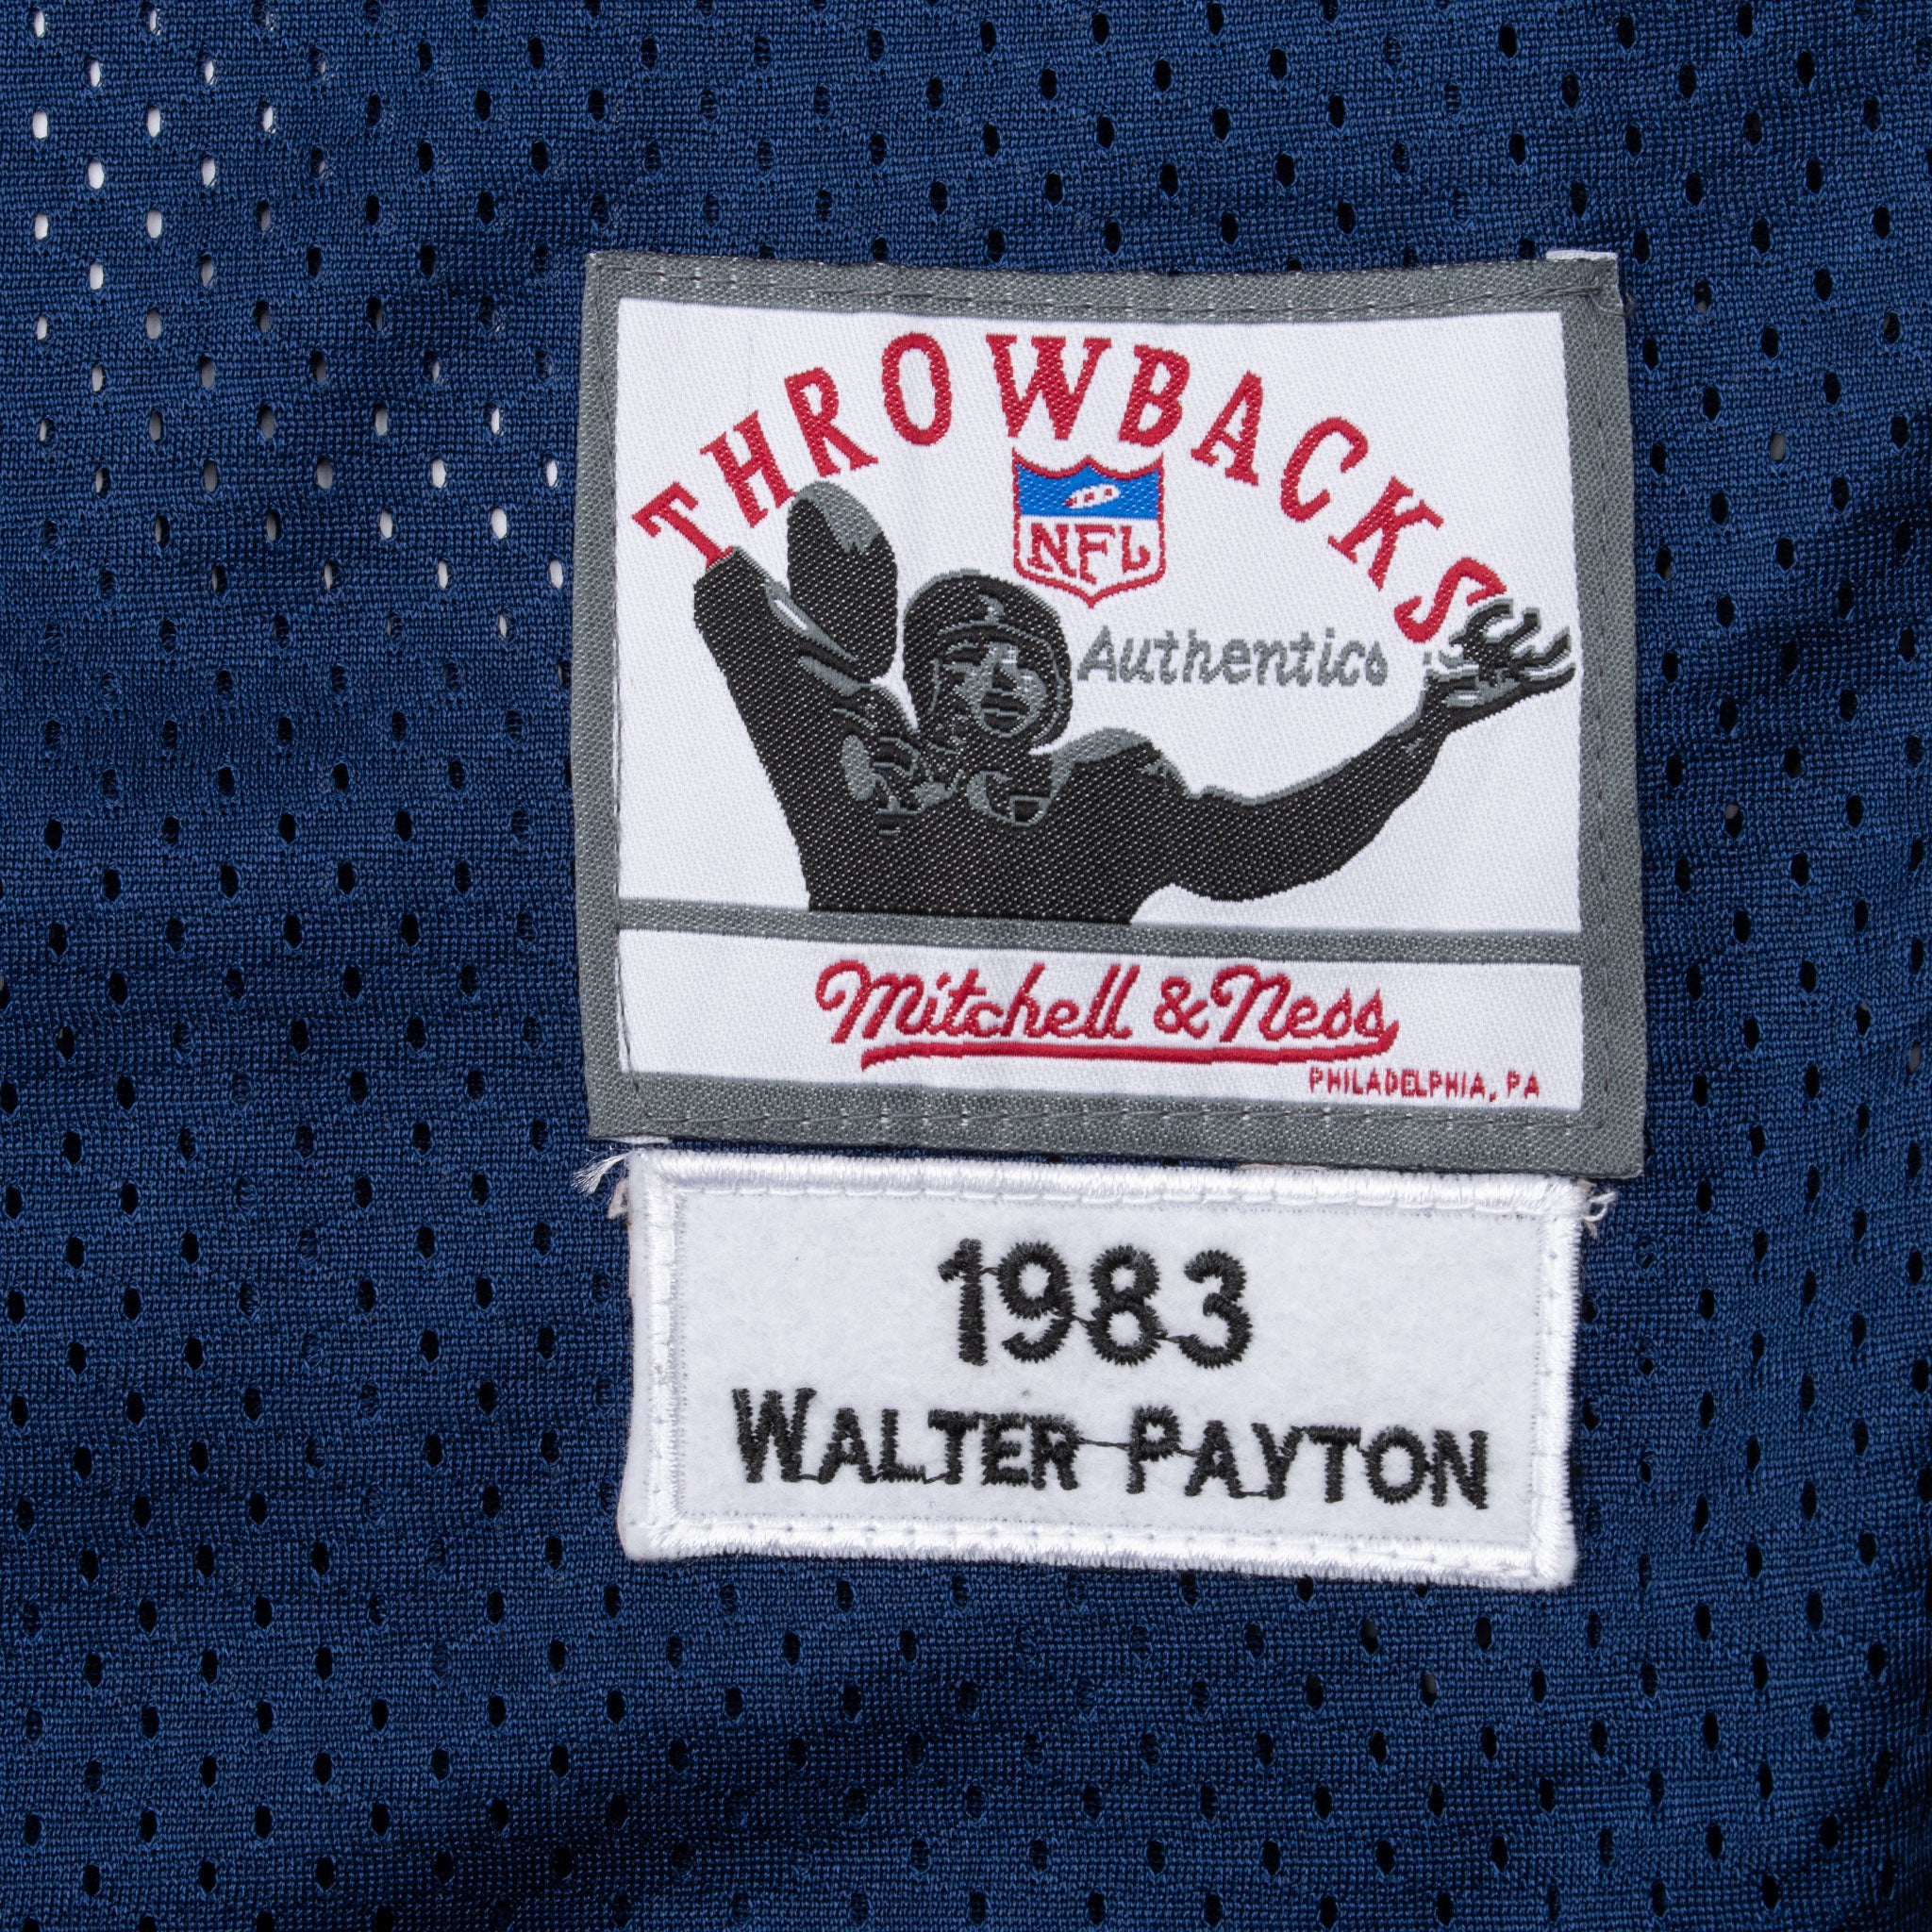 THROWBACKS
NFL
Authentics
Mitchell & Ness
PHILADELPHIA, PA
1983
WALTER PAYTON